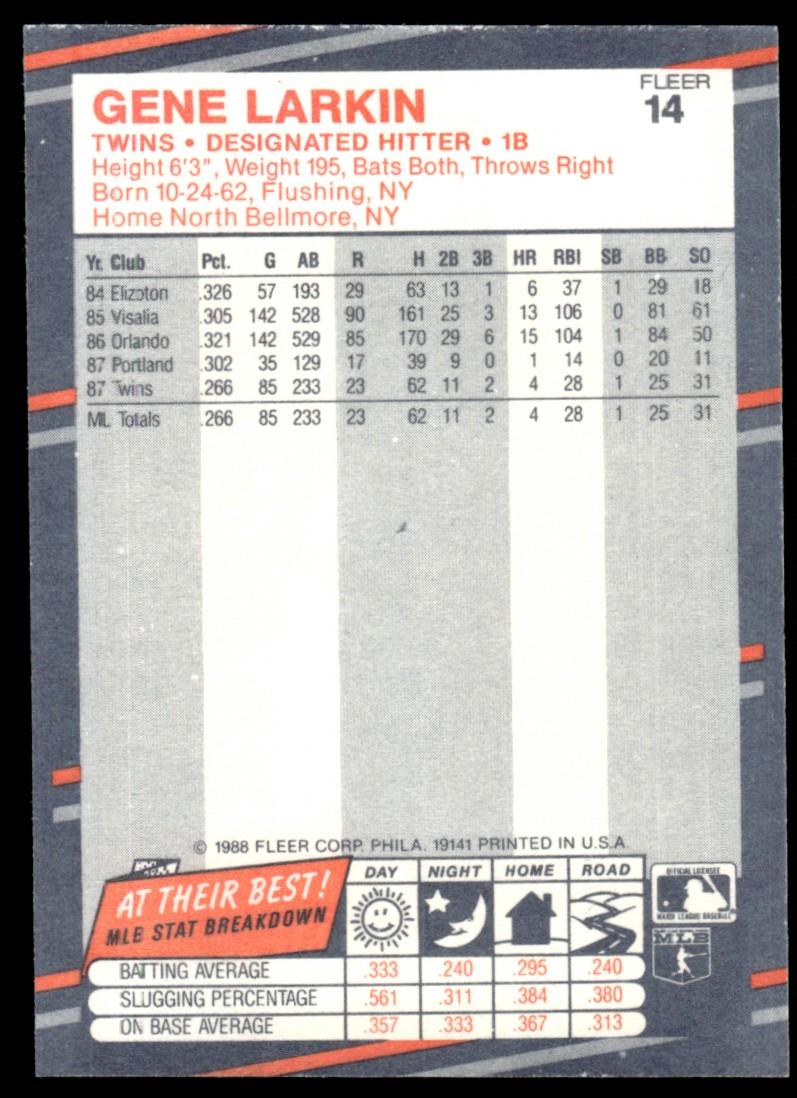 FLEER
14
GENE LARKIN
TWINS • DESIGNATED HITTER • 1B
Height 6'3", Weight 195, Bats Both, Throws Right
Born 10-24-62, Flushing, NY
Home North Bellmore, NY
Yr. Club Pct. G AB R H 2B 3B HR RBI SB BB SO
84 Elizbton .326 57 193 29 63 13 1 6 37 1 29 18
85 Visalia .305 142 528 90 161 25 3 13 106 0 81 61
86 Orlando .321 142 529 85 170 29 6 15 104 1 84 50
87 Portland .302 35 129 17 39 9 0 1 14 0 20 11
87 Twins .266 85 233 23 62 11 2 4 28 1 25 31
ML Totals .266 85 233 23 62 11 2 4 28 1 25 31
© 1988 FLEER CORP. PHILA. 19141 PRINTED IN U.S.A.
AT THEIR BEST!
MLB STAT BREAKDOWN
DAY NIGHT HOME ROAD
BATTING AVERAGE .333 .240 .295 .240
SLUGGING PERCENTAGE .561 .311 .384 .380
ON BASE AVERAGE .357 .333 .367 .313
OFFICIAL LICENSEE
MAJOR LEAGUE BASEBALL
MLB